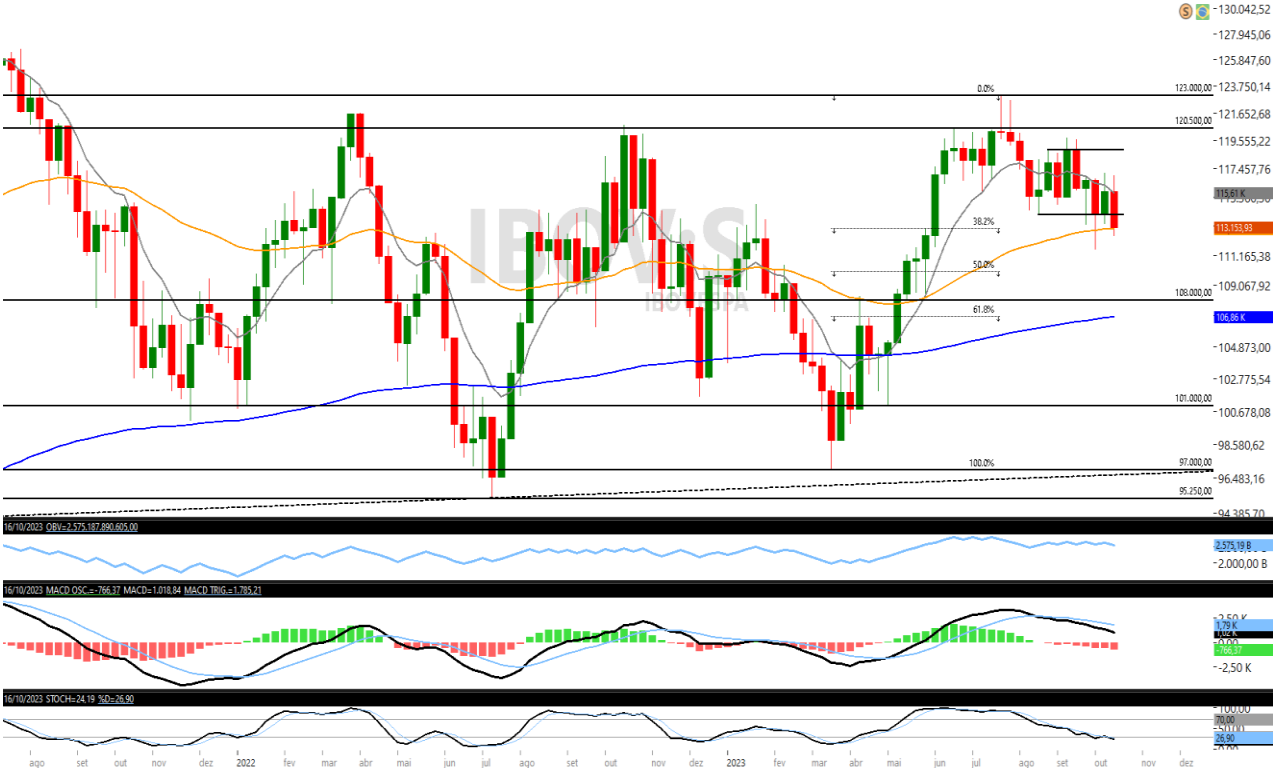 130.042,52
127.945,06
125.847,60
123.750,14
0.0%
123.000,00
121.652,68
120.500,00
119.555,22
117.457,76
115,61 K
IBOV:S
38.2%
113.153,93
111.165,38
50.0%
109.067,92
108.000,00
IBOVESPA
61.8%
106,86 K
104.873,00
102.775,54
101.000,00
100.678,08
98.580,62
100.0%
97.000,00
96.483,16
95.250,00
94.385,70
16/10/2023 OBV=2.575.187.890.605,00
2.575,19 B
2.000,00 B
16/10/2023 MACD OSC.=-766,37 MACD=1.018,84 MACD TRIG.=1.785,21
2,50 K
1,79 K
1,02 K
0,00
-766,37
-2,50 K
16/10/2023 STOCH=24,19 %D=26,90
100,00
70,00
26,90
ago set out nov dez 2022 fev mar abr mai jun jul ago set out nov dez 2023 fev mar abr mai jun jul ago set out nov dez